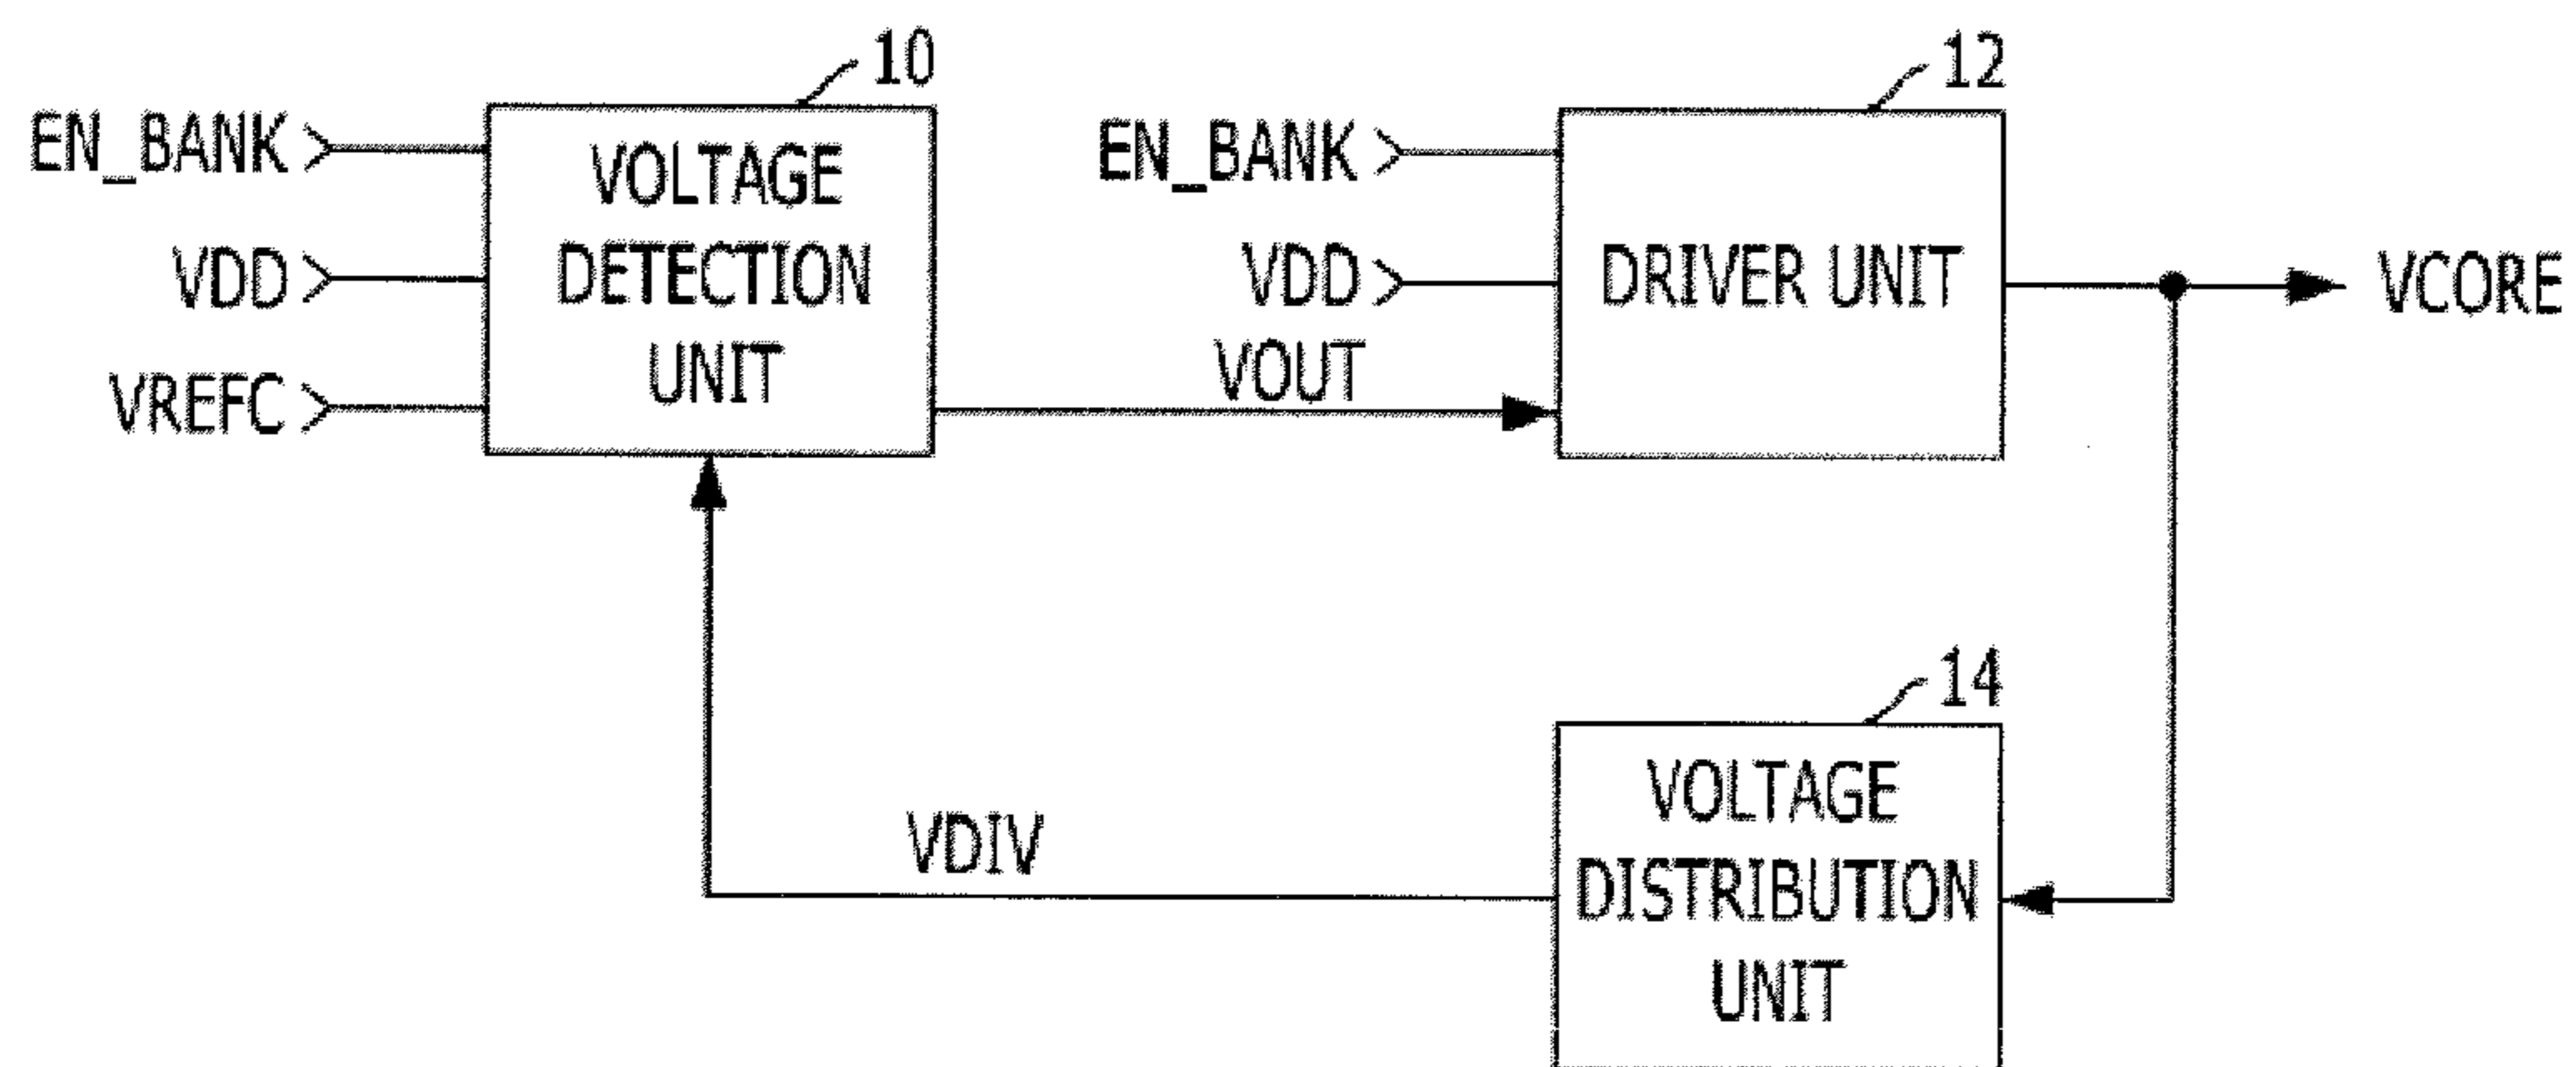 10
12
EN_BANK
VOLTAGE
DETECTION
UNIT
EN_BANK
VDD
VDD
DRIVER UNIT
VCORE
VREFC
VOUT
14
VOLTAGE
DISTRIBUTION
UNIT
VDIV